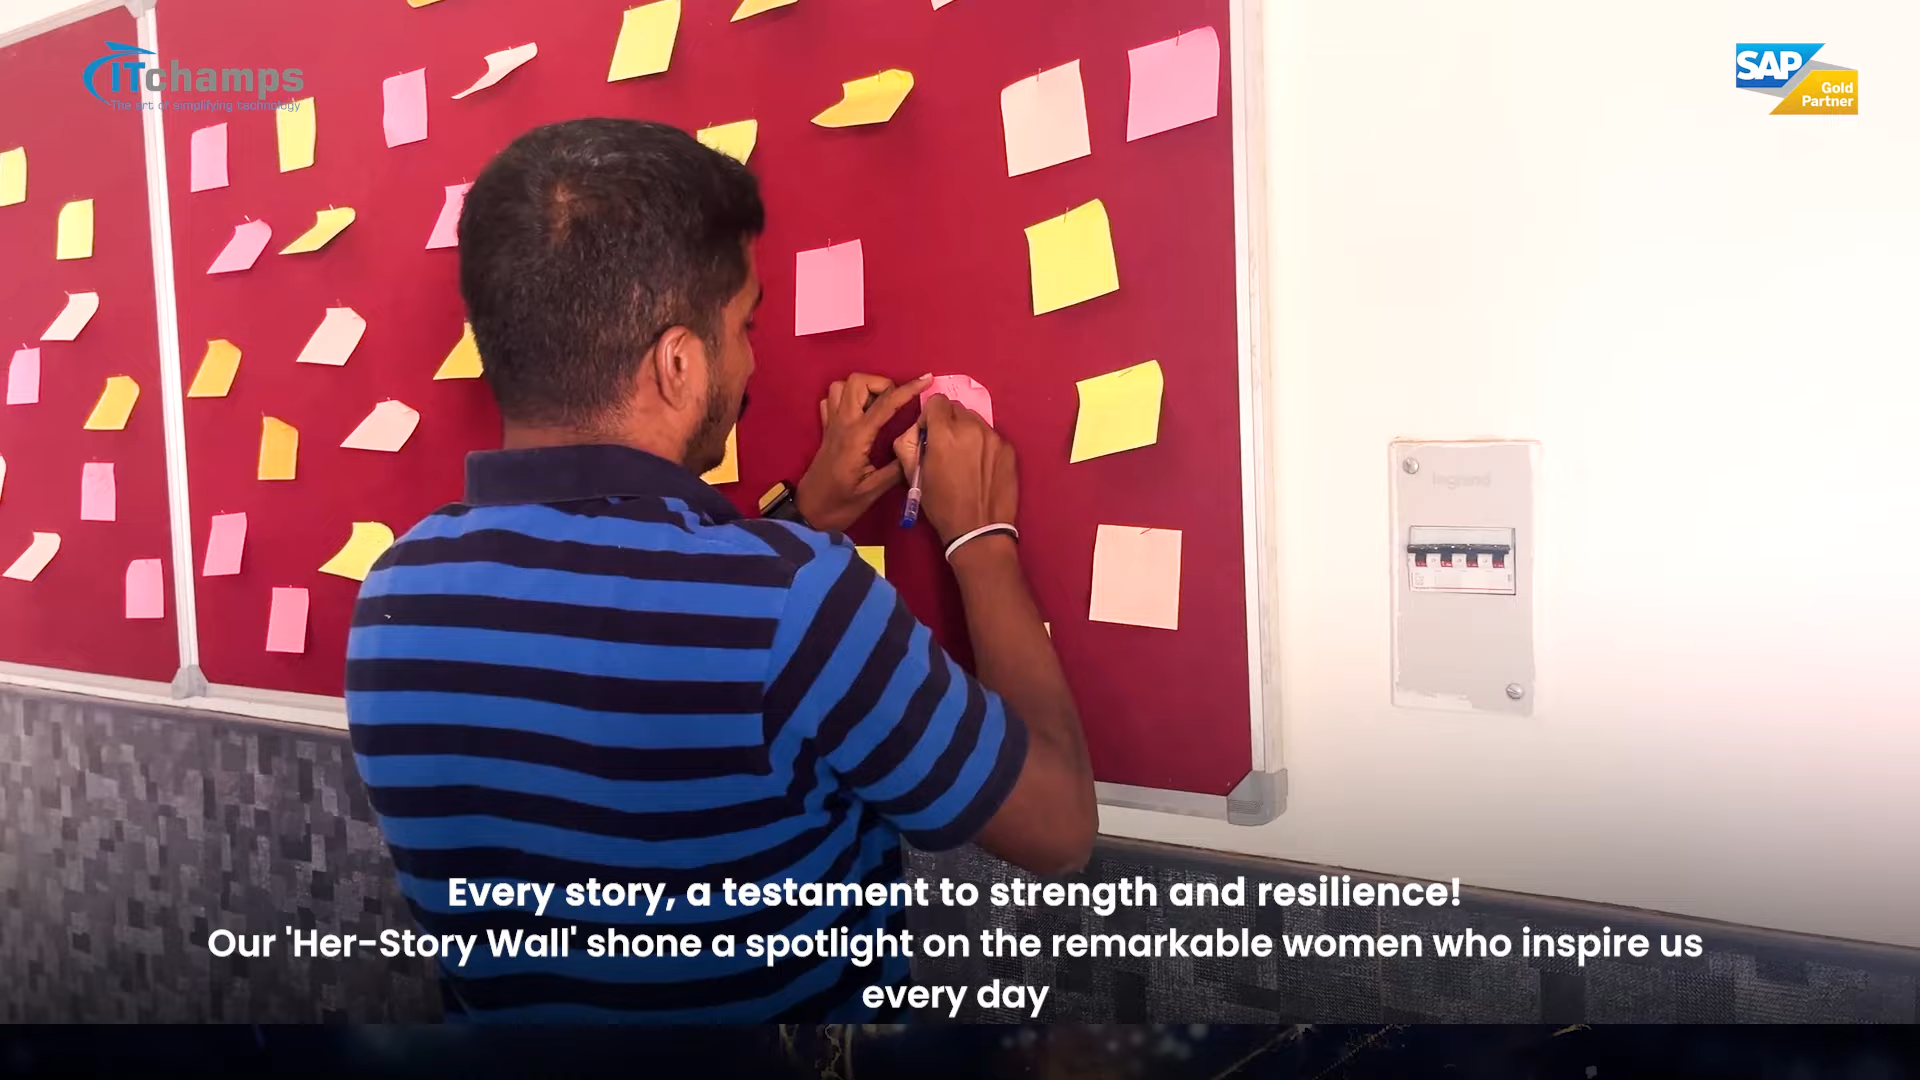 ITchamps
The art of simplifying technology
SAP
Gold
Partner
legrand
Every story, a testament to strength and resilience!
Our 'Her-Story Wall' shone a spotlight on the remarkable women who inspire us
every day